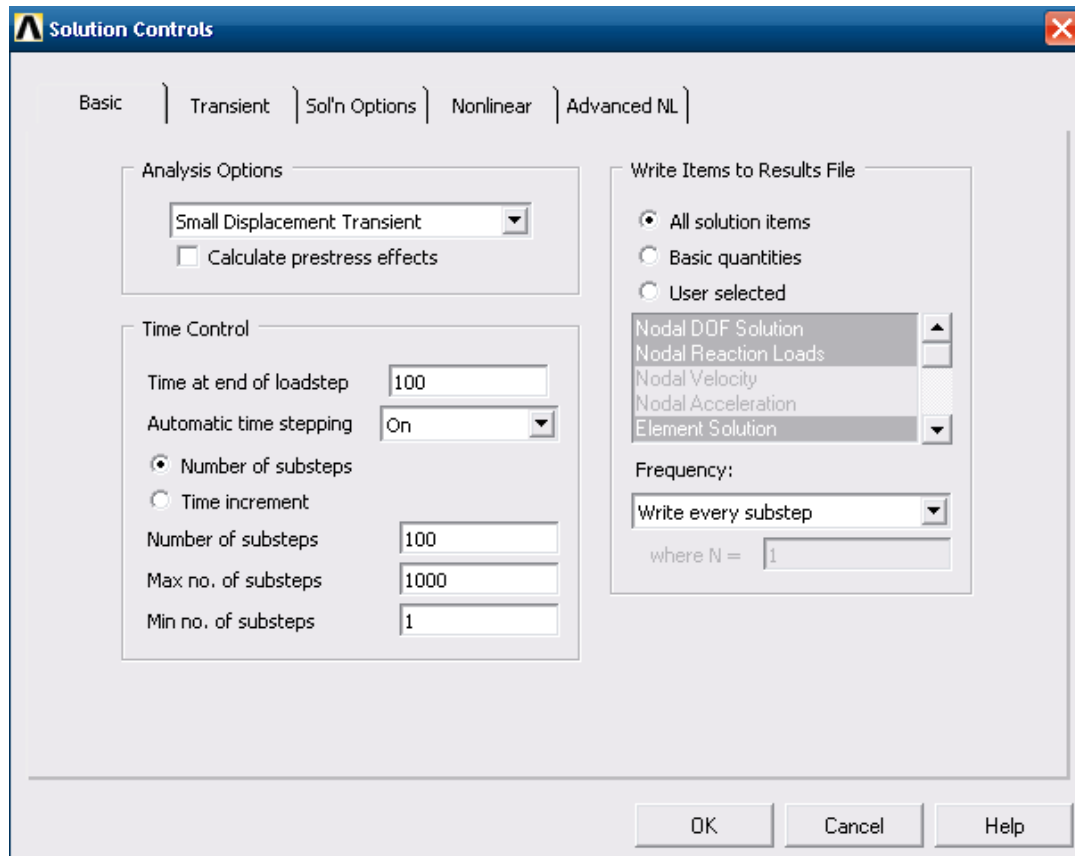 Solution Controls
Basic
Transient
Sol'n Options
Nonlinear
Advanced NL
Analysis Options
Small Displacement Transient
Calculate prestress effects
Time Control
Time at end of loadstep
100
Automatic time stepping
On
Number of substeps
Time increment
Number of substeps
100
Max no. of substeps
1000
Min no. of substeps
1
Write Items to Results File
All solution items
Basic quantities
User selected
Nodal DOF Solution
Nodal Reaction Loads
Nodal Velocity
Nodal Acceleration
Element Solution
Frequency:
Write every substep
where N =
1
OK
Cancel
Help